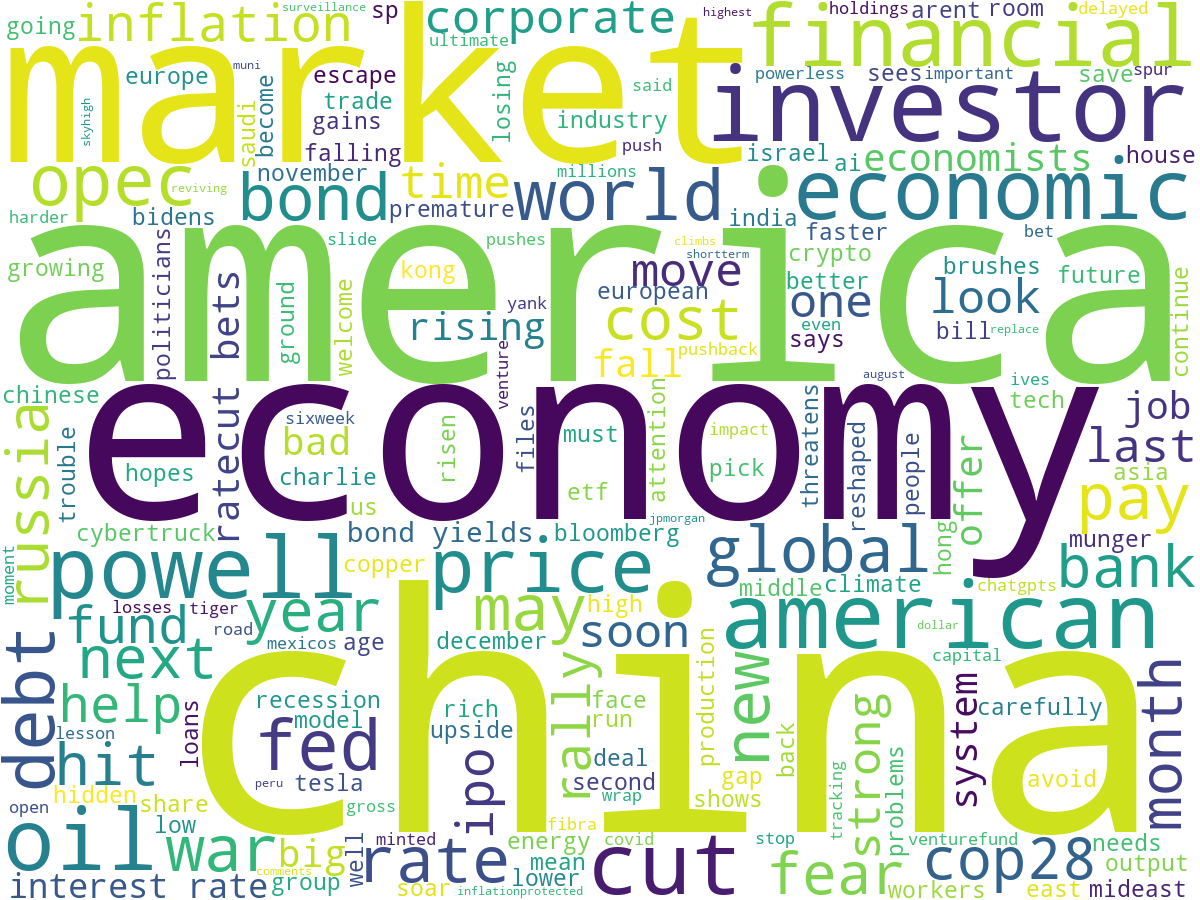 surveillance
sp
corporate
highest
holdings
arent
room
delayed
going
inflation
ultimate
financial
market
muni
europe
escape
losing
said
powerless
sees
important
save
spur
investor
skyhigh
saudi
become
trade
gains
industry
falling
push
israel
ai
economists
house
opec
reviving
november
bond
time
millions
world
economic
harder
bidens
premature
india
faster
bet
america
politicians
slide
pushes
climbs
shortterm
crypto
growing
ratecut bets
ground
welcome
kong
move
european
better
brushes
future
continue
yank
one
look
rising
cost
even
says
bill
replace
fall
pushback
venture
august
ives
tech
chinese
economy
russia
trouble
sixweek
bad
risen
files
must
attention
impact
threatens
reshaped
people
offer
job
last
hopes
charlie
pick
asia
us
etf
pay
cybertruck
bond yields
jpmorgan
bloomberg
hong
munger
moment
powell
copper
price
global
middle
climate
bank
chatgpts
losses
tiger
year
may
high
american
dollar
fund
road
mexicos
age
december
soon
next
china
capital
debt
help
loans
recession
model
rich
upside
rally
face
run
production
new
back
strong
system
carefully
month
lesson
hit
fed
peru
tesla
ipo
deal
second
gap
avoid
hidden
share
open
low
gross
wrap
shows
tracking
problems
fibra
oil
war
big
well
minted
rate
energy
covid
cut
stop
fear
venturefund
cop28
needs
mean
output
comments
interest rate
group
soar
lower
inflationprotected
workers
east
mideast